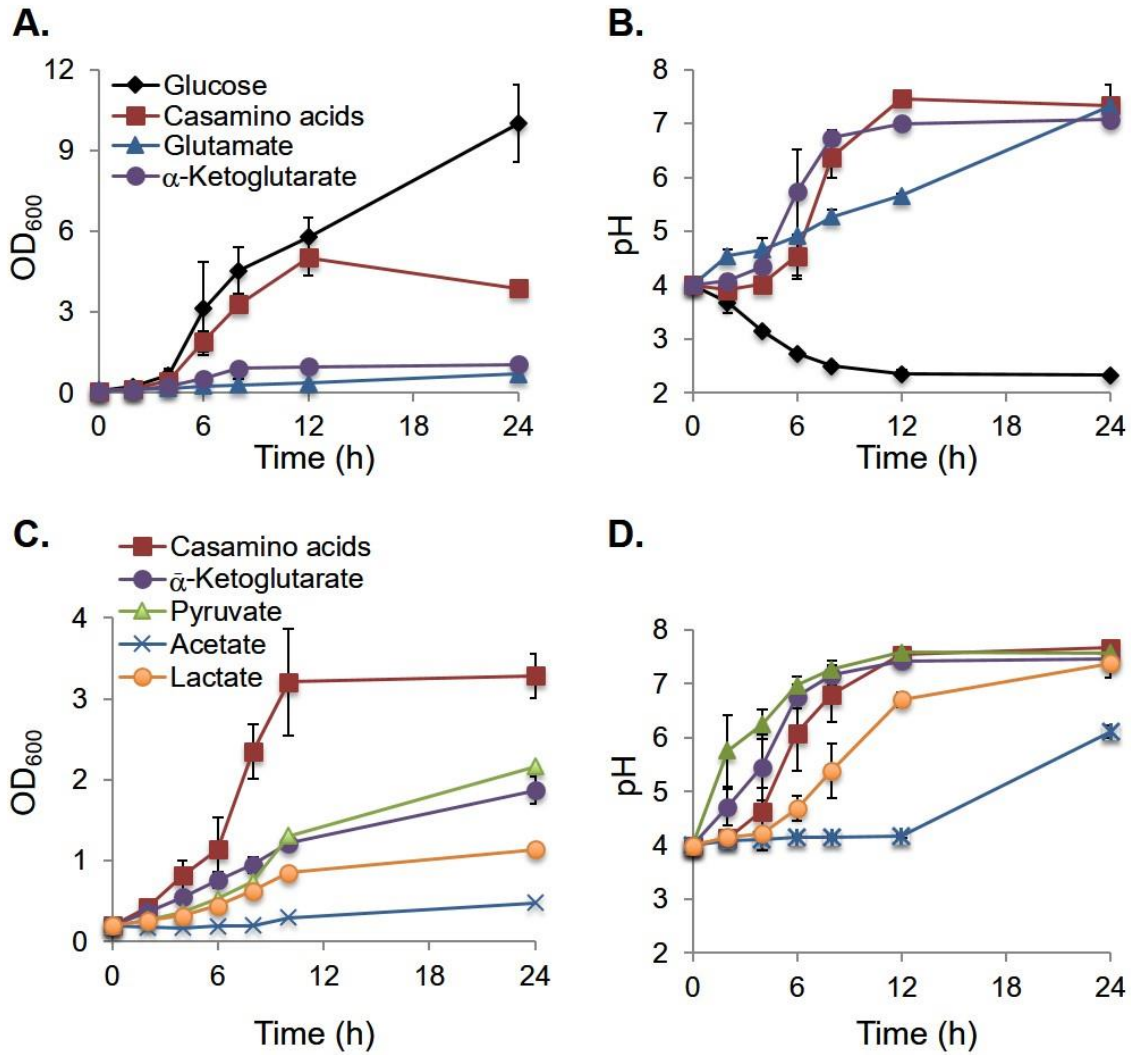 A.
12
9
6
3
0
OD600
Glucose
Casamino acids
Glutamate
α-Ketoglutarate
0 6 12 18 24
Time (h)
B.
8
7
6
5
4
3
2
pH
0 6 12 18 24
Time (h)
C.
Casamino acids
α-Ketoglutarate
Pyruvate
Acetate
Lactate
4
3
2
1
0
OD600
0 6 12 18 24
Time (h)
D.
8
7
6
5
4
3
2
pH
0 6 12 18 24
Time (h)